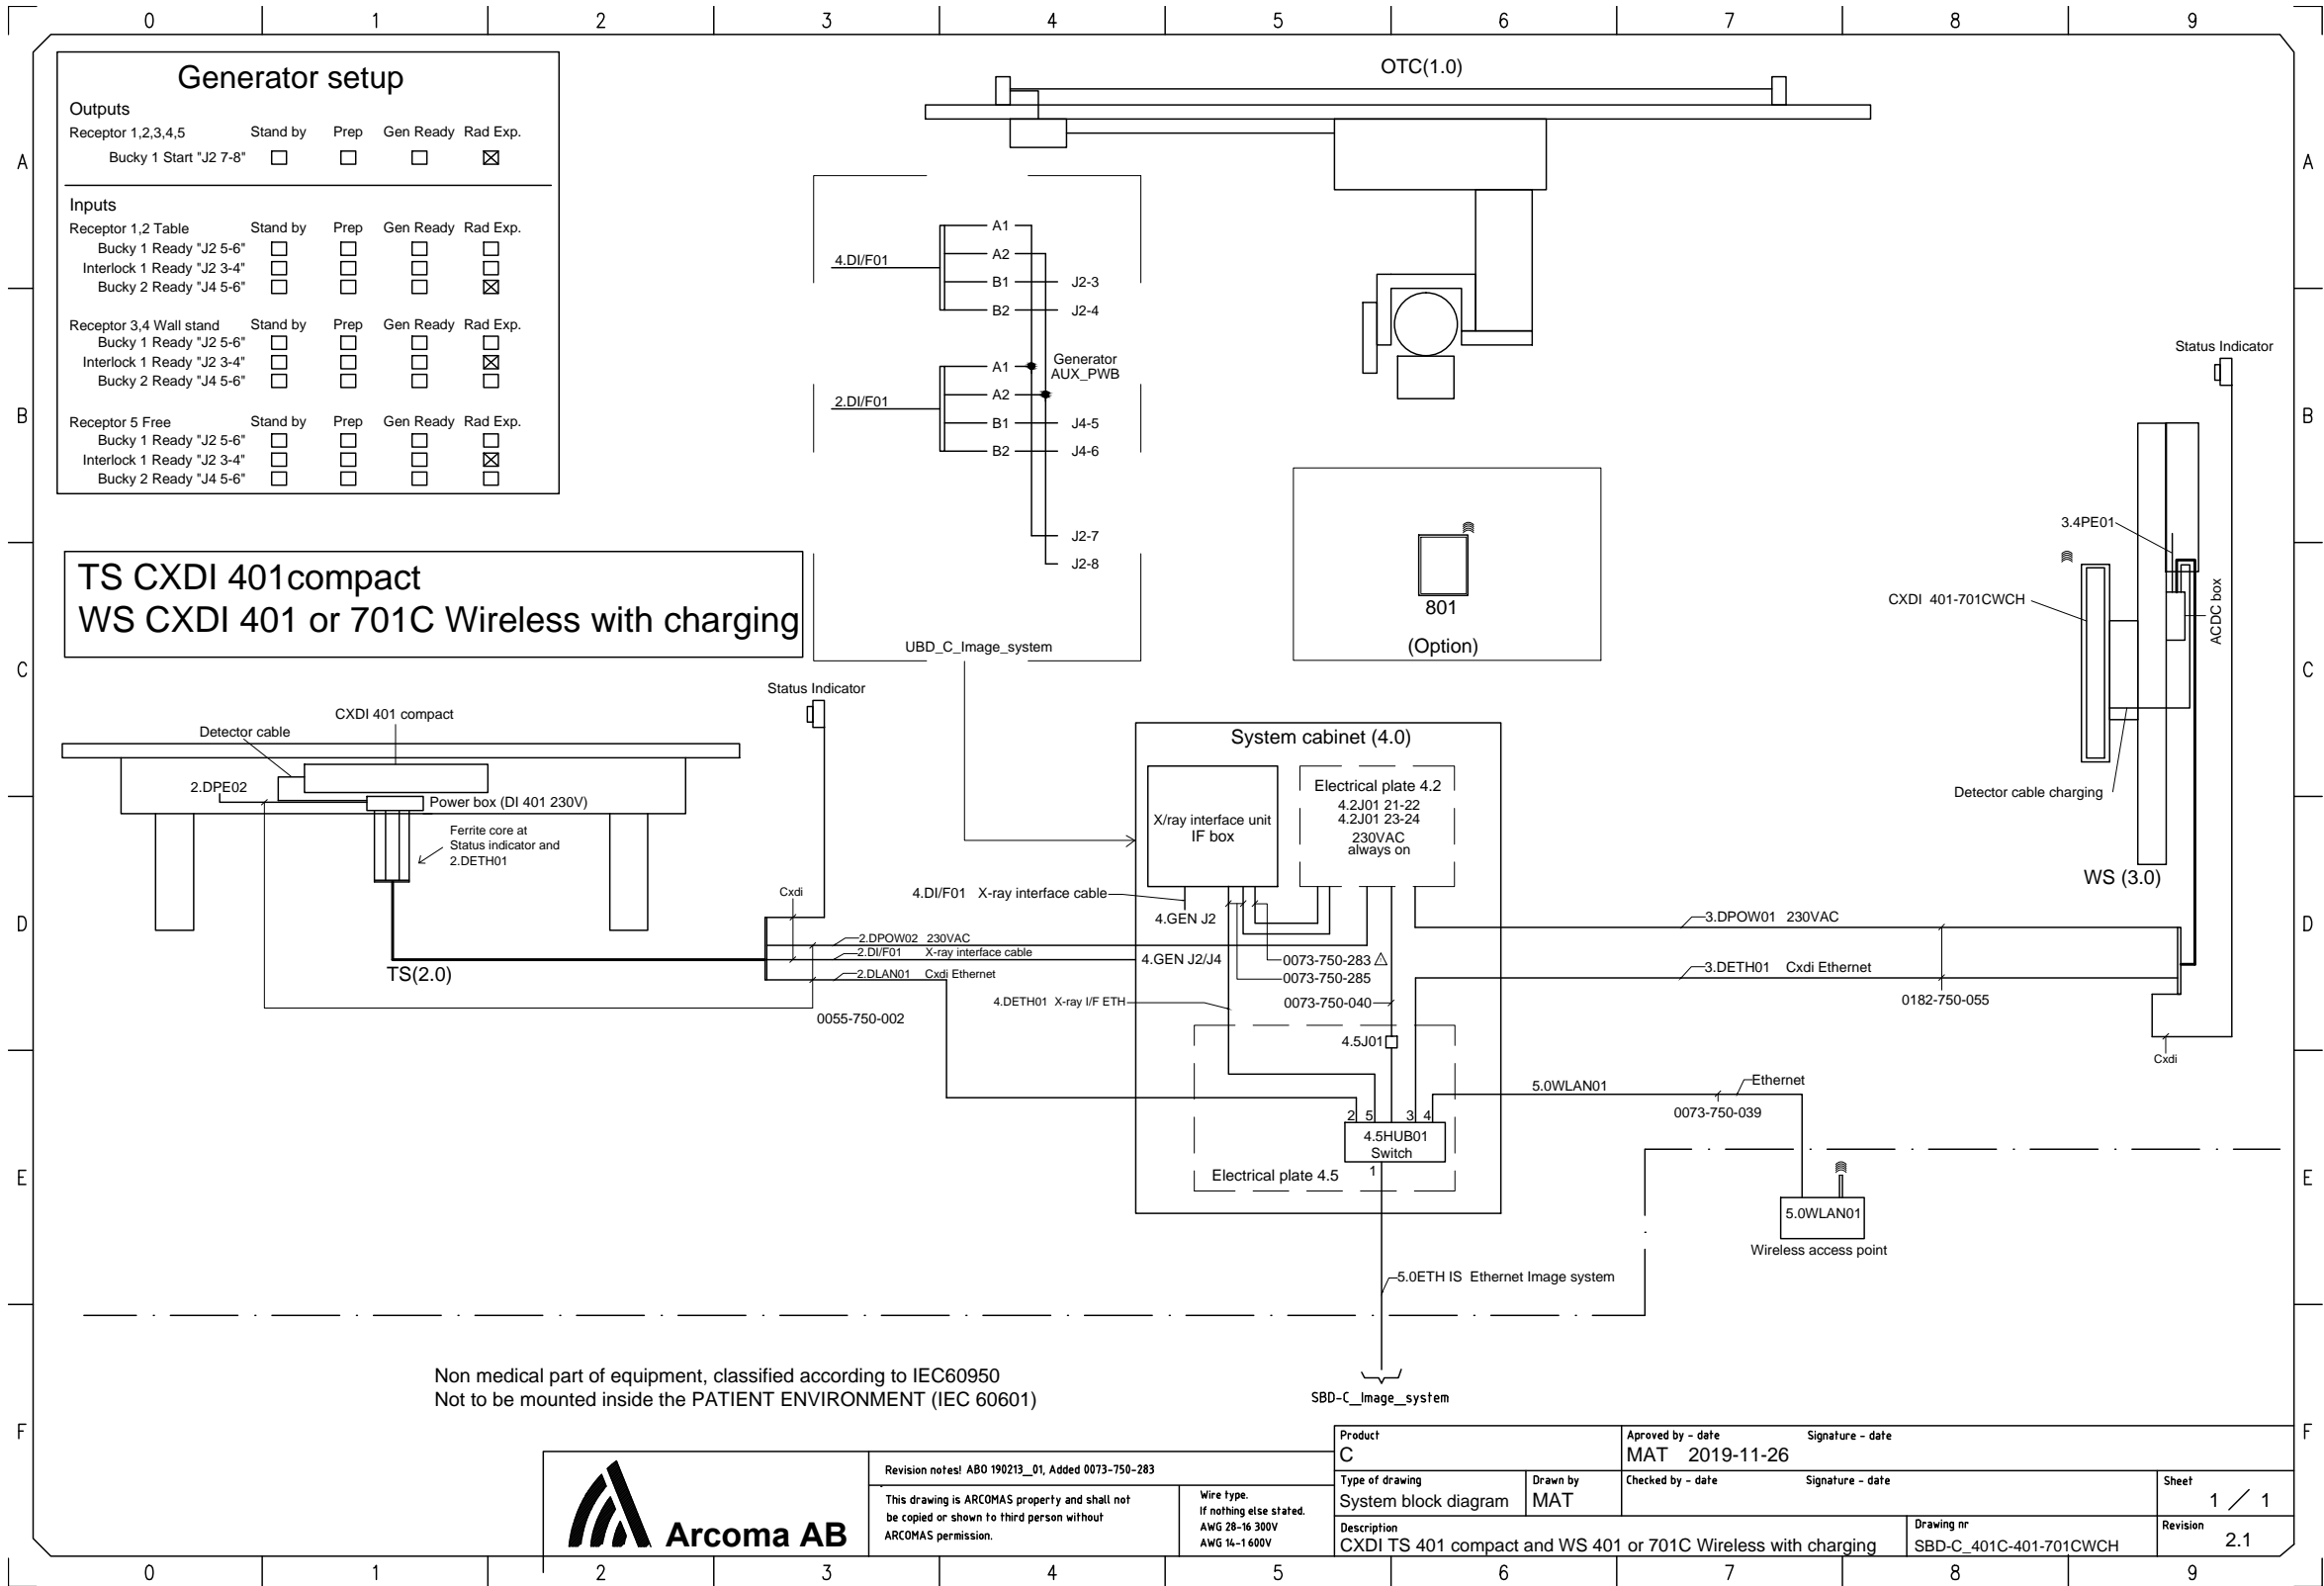 0 1 2 3 4 5 6 7 8 9
Generator setup
Outputs
Receptor 1,2,3,4,5 Stand by Prep Gen Ready Rad Exp.
Bucky 1 Start "J2 7-8"
Inputs
Receptor 1,2 Table Stand by Prep Gen Ready Rad Exp.
Bucky 1 Ready "J2 5-6"
Interlock 1 Ready "J2 3-4"
Bucky 2 Ready "J4 5-6"
Receptor 3,4 Wall stand Stand by Prep Gen Ready Rad Exp.
Bucky 1 Ready "J2 5-6"
Interlock 1 Ready "J2 3-4"
Bucky 2 Ready "J4 5-6"
Receptor 5 Free Stand by Prep Gen Ready Rad Exp.
Bucky 1 Ready "J2 5-6"
Interlock 1 Ready "J2 3-4"
Bucky 2 Ready "J4 5-6"
A A
B B
C C
D D
E E
F F
OTC(1.0)
4.DI/F01
A1
A2
B1 J2-3
B2 J2-4
Generator
AUX_PWB
2.DI/F01
A1
A2
B1 J4-5
B2 J4-6
J2-7
J2-8
UBD_C_Image_system
801
(Option)
Status Indicator
3.4PE01
CXDI 401-701CWCH
ACDC box
Detector cable charging
WS (3.0)
TS CXDI 401compact
WS CXDI 401 or 701C Wireless with charging
Status Indicator
CXDI 401 compact
Detector cable
2.DPE02
Power box (DI 401 230V)
Ferrite core at
Status indicator and
2.DETH01
TS(2.0)
Cxdi
2.DPOW02 230VAC
2.DI/F01 X-ray interface cable
2.DLAN01 Cxdi Ethernet
0055-750-002
System cabinet (4.0)
X/ray interface unit
IF box
Electrical plate 4.2
4.2J01 21-22
4.2J01 23-24
230VAC
always on
4.DI/F01 X-ray interface cable
4.GEN J2
4.GEN J2/J4
0073-750-283
0073-750-285
4.DETH01 X-ray I/F ETH
0073-750-040
4.5J01
2 5 3 4
4.5HUB01
Switch
1
Electrical plate 4.5
3.DPOW01 230VAC
3.DETH01 Cxdi Ethernet
0182-750-055
Cxdi
5.0WLAN01
Ethernet
0073-750-039
5.0WLAN01
Wireless access point
5.0ETH IS Ethernet Image system
SBD-C_Image_system
Non medical part of equipment, classified according to IEC60950
Not to be mounted inside the PATIENT ENVIRONMENT (IEC 60601)
Arcoma AB
Revision notes! ABO 190213_01, Added 0073-750-283
This drawing is ARCOMAS property and shall not
be copied or shown to third person without
ARCOMAS permission.
Wire type.
If nothing else stated.
AWG 28-16 300V
AWG 14-1 600V
Product
C
Aproved by - date Signature - date
MAT 2019-11-26
Type of drawing
System block diagram
Drawn by
MAT
Checked by - date Signature - date
Sheet
1 / 1
Description
CXDI TS 401 compact and WS 401 or 701C Wireless with charging
Drawing nr
SBD-C_401C-401-701CWCH
Revision
2.1
0 1 2 3 4 5 6 7 8 9